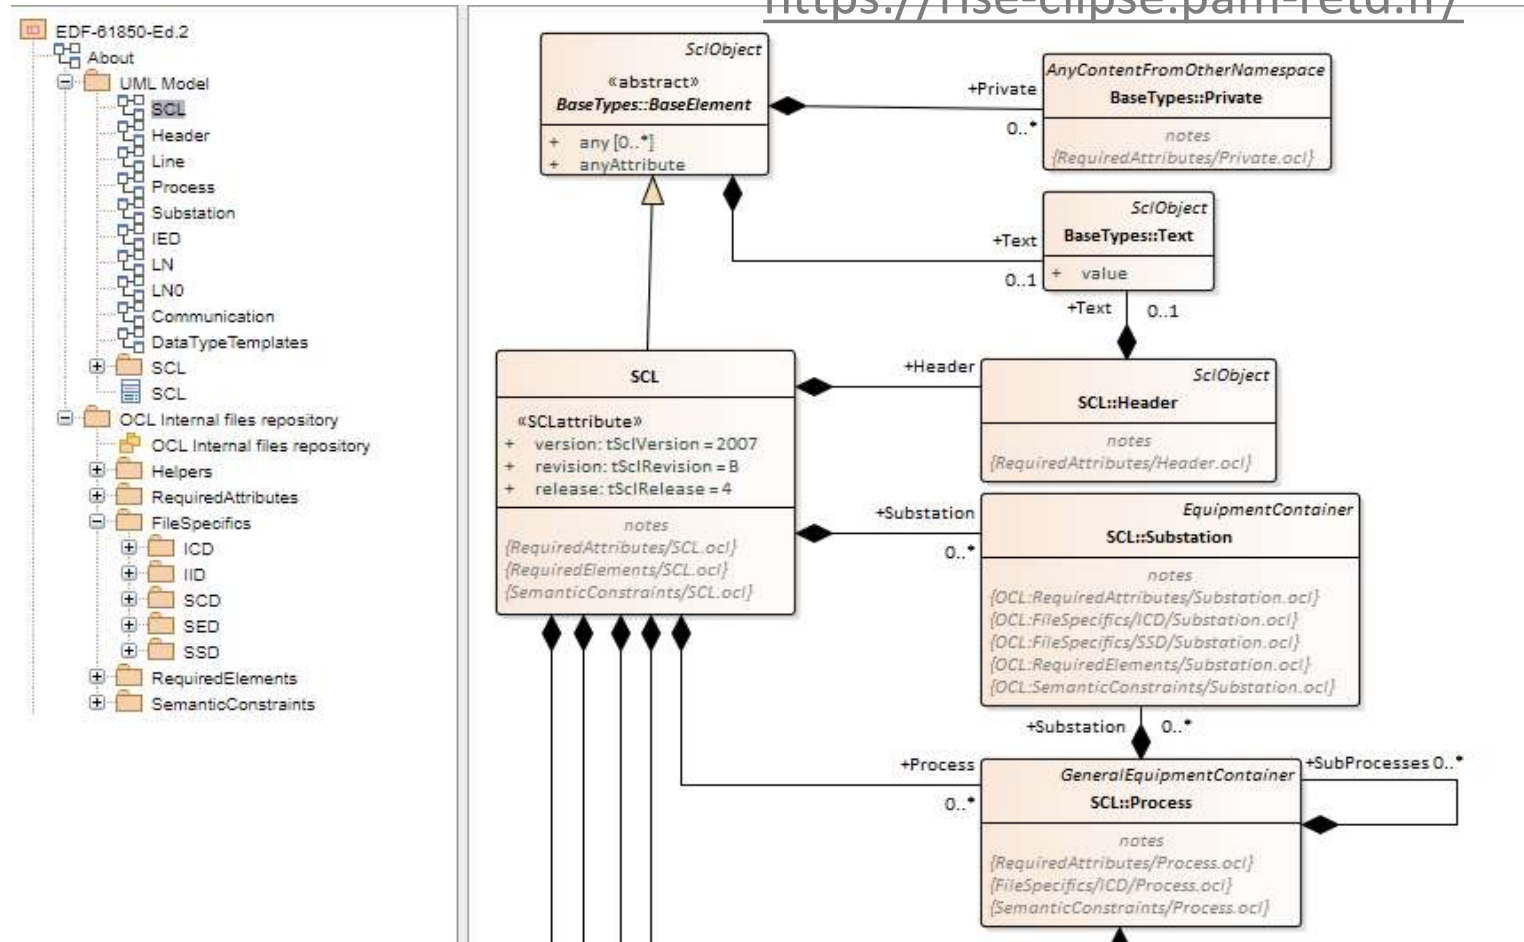 https://rise-clipse.pam-retd.fr/
EDF-61850-Ed.2
About
UML Model
SCL
Header
Line
Process
Substation
IED
LN
LN0
Communication
DataTypeTemplates
SCL
SCL
OCL Internal files repository
OCL Internal files repository
Helpers
RequiredAttributes
FileSpecifics
ICD
IID
SCD
SED
SSD
RequiredElements
SemanticConstraints
SclObject
«abstract»
BaseTypes::BaseElement
+ any [0..*]
+ anyAttribute
+Private
0..*
AnyContentFromOtherNamespace
BaseTypes::Private
notes
{RequiredAttributes/Private.ocl}
+Text
0..1
SclObject
BaseTypes::Text
+ value
+Text 0..1
SCL
«SCLattribute»
+ version: tSclVersion = 2007
+ revision: tSclRevision = B
+ release: tSclRelease = 4
notes
{RequiredAttributes/SCL.ocl}
{RequiredElements/SCL.ocl}
{SemanticConstraints/SCL.ocl}
+Header
SclObject
SCL::Header
notes
{RequiredAttributes/Header.ocl}
+Substation
0..*
EquipmentContainer
SCL::Substation
notes
{OCL:RequiredAttributes/Substation.ocl}
{OCL:FileSpecifics/ICD/Substation.ocl}
{OCL:FileSpecifics/SSD/Substation.ocl}
{OCL:RequiredElements/Substation.ocl}
{OCL:SemanticConstraints/Substation.ocl}
+Substation 0..*
+Process
0..*
GeneralEquipmentContainer
SCL::Process
notes
{RequiredAttributes/Process.ocl}
{FileSpecifics/ICD/Process.ocl}
{SemanticConstraints/Process.ocl}
+SubProcesses 0..*